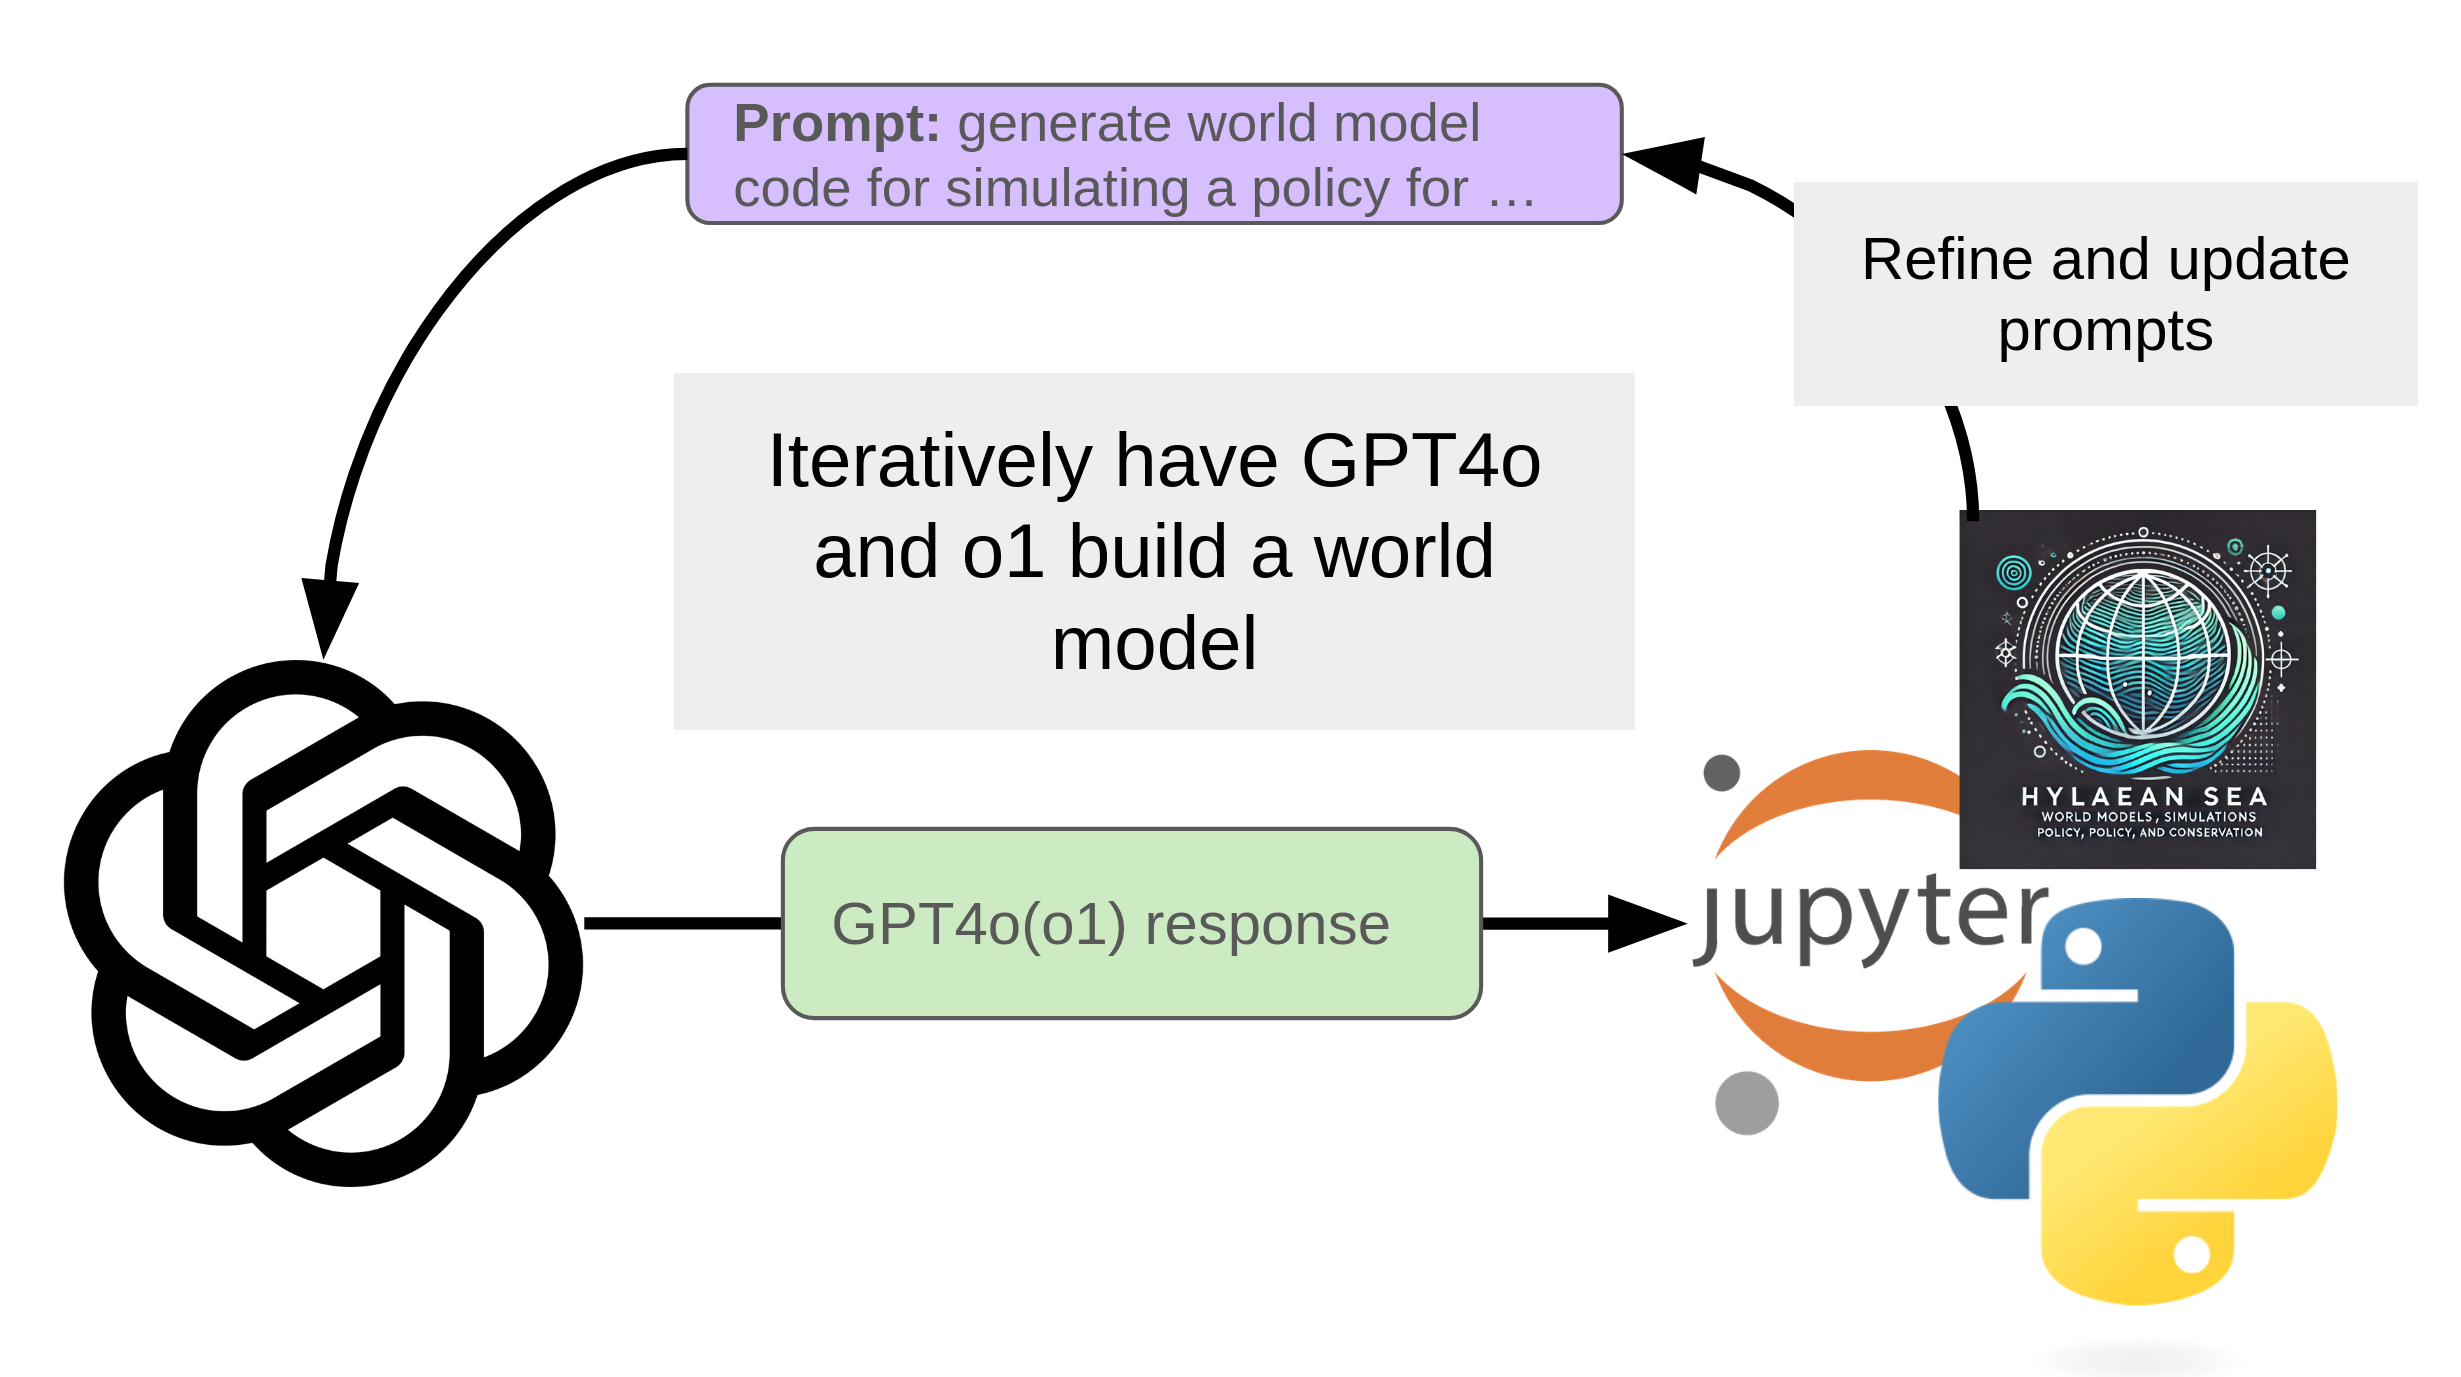 Prompt: generate world model
code for simulating a policy for …
Refine and update
prompts
Iteratively have GPT4o
and o1 build a world
model
HYLAEAN SEA
WORLD MODELS, SIMULATIONS
POLICY, POLICY, AND CONSERVATION
GPT4o(o1) response
jupyter